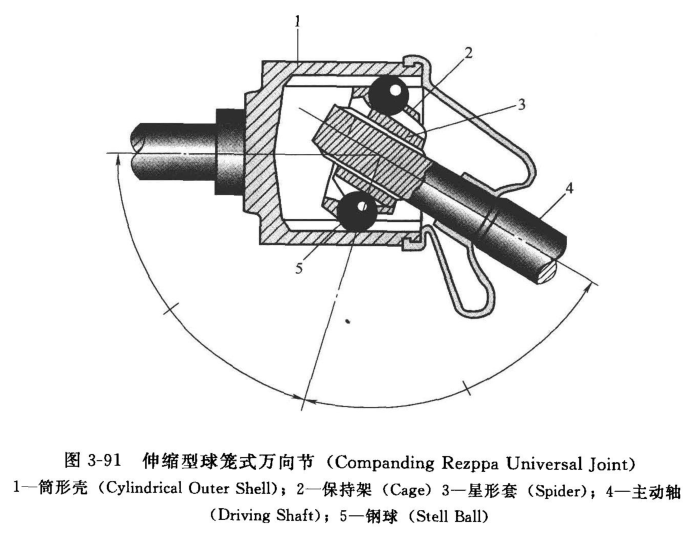 1
2
3
4
5
图 3-91 伸缩型球笼式万向节（Companding Rezppa Universal Joint）
1—筒形壳（Cylindrical Outer Shell）；2—保持架（Cage）3—星形套（Spider）；4—主动轴
（Driving Shaft）；5—钢球（Stell Ball）